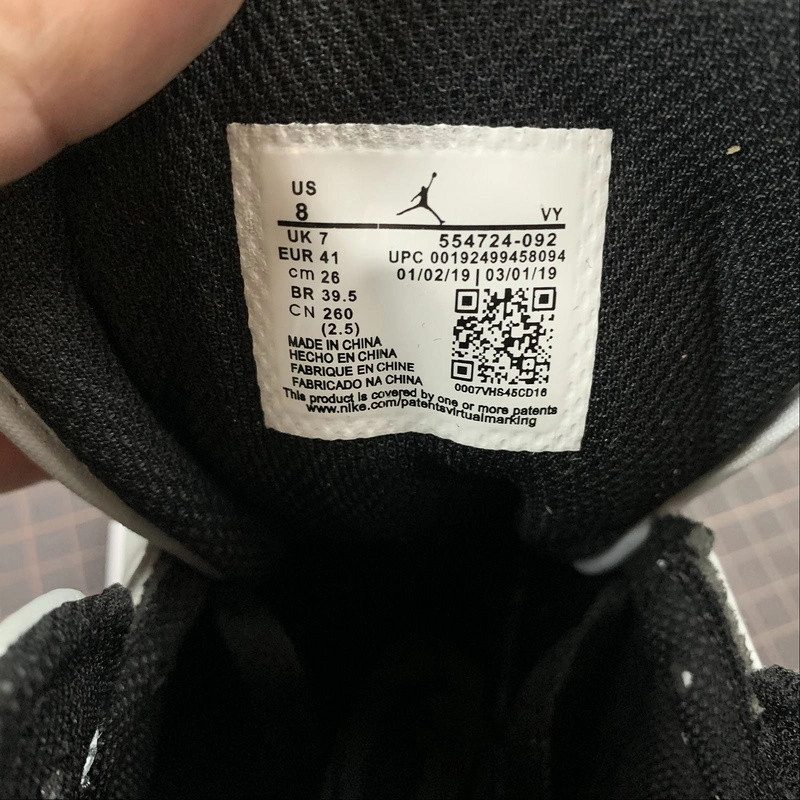 US
8 VY
UK 7 554724-092
EUR 41 UPC 00192499458094
cm 26 01/02/19 | 03/01/19
BR 39.5
CN 260
(2.5)
MADE IN CHINA
HECHO EN CHINA
FABRIQUE EN CHINE
FABRICADO NA CHINA
0007VHS45CD16
This product is covered by one or more patents
www.nike.com/patentsvirtualmarking